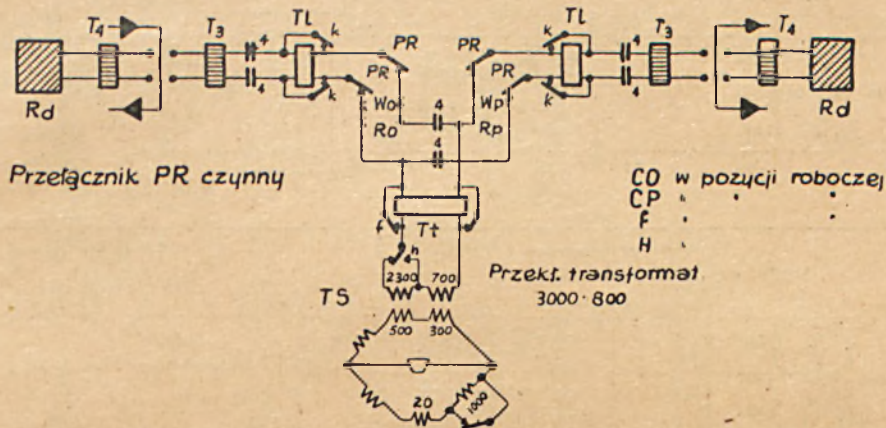 T4 T3 4 Tl k PR PR Tl k 4 T3 T4
4 k PR 4 PR k 4
Rd Wo Ro 4 Wp Rp Rd
Przełącznik PR czynny
CO w pozycji roboczej
CP " " "
f " "
H "
f Tt
h
2300 700
Przekł. transformat
3000·800
TS
500 300
20 1000